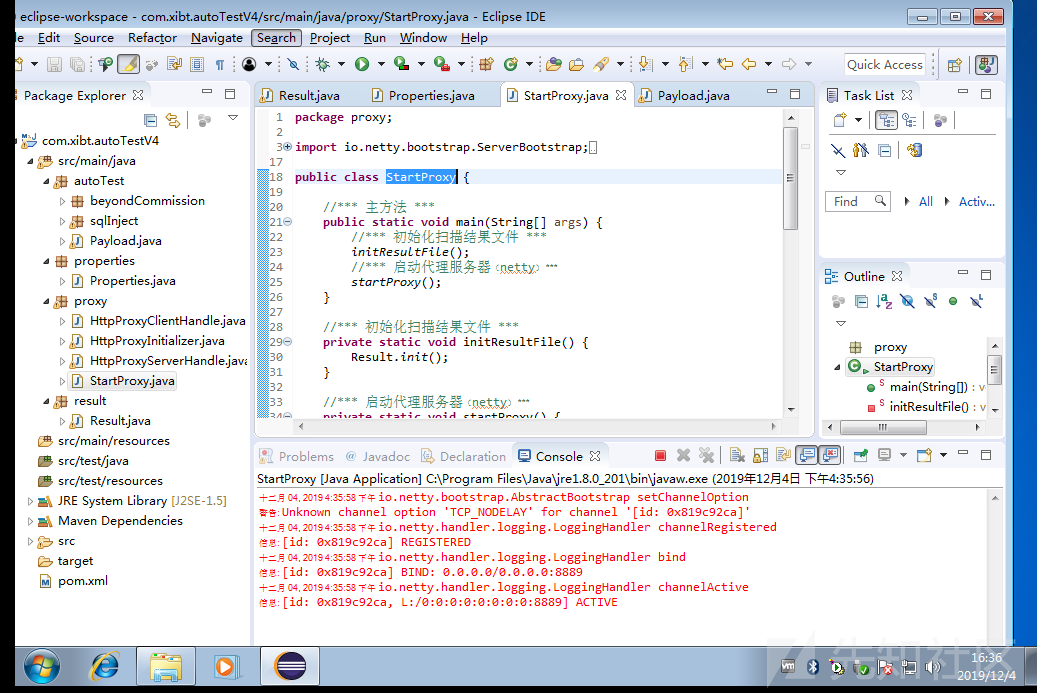 eclipse-workspace - com.xibt.autoTestV4/src/main/java/proxy/StartProxy.java - Eclipse IDE
le Edit Source Refactor Navigate Search Project Run Window Help
Quick Access
Package Explorer
com.xibt.autoTestV4
src/main/java
autoTest
beyondCommission
sqlInject
Payload.java
properties
Properties.java
proxy
HttpProxyClientHandle.java
HttpProxyInitializer.java
HttpProxyServerHandle.java
StartProxy.java
result
Result.java
src/main/resources
src/test/java
src/test/resources
JRE System Library [J2SE-1.5]
Maven Dependencies
src
target
pom.xml
Result.java Properties.java StartProxy.java Payload.java
1 package proxy;
2
3 import io.netty.bootstrap.ServerBootstrap;
17
18 public class StartProxy {
19
20 //*** 主方法 ***
21 public static void main(String[] args) {
22 //*** 初始化扫描结果文件 ***
23 initResultFile();
24 //*** 启动代理服务器（netty）***
25 startProxy();
26 }
27
28 //*** 初始化扫描结果文件 ***
29 private static void initResultFile() {
30 Result.init();
31 }
32
33 //*** 启动代理服务器（netty）***
34 private static void startProxy() {
Task List
Find All Activ...
Outline
proxy
StartProxy
main(String[]) : v
initResultFile() : v
Problems Javadoc Declaration Console
StartProxy [Java Application] C:\Program Files\Java\jre1.8.0_201\bin\javaw.exe (2019年12月4日 下午4:35:56)
十二月 04, 2019 4:35:58 下午 io.netty.bootstrap.AbstractBootstrap setChannelOption
警告: Unknown channel option 'TCP_NODELAY' for channel '[id: 0x819c92ca]'
十二月 04, 2019 4:35:58 下午 io.netty.handler.logging.LoggingHandler channelRegistered
信息: [id: 0x819c92ca] REGISTERED
十二月 04, 2019 4:35:58 下午 io.netty.handler.logging.LoggingHandler bind
信息: [id: 0x819c92ca] BIND: 0.0.0.0/0.0.0.0:8889
十二月 04, 2019 4:35:58 下午 io.netty.handler.logging.LoggingHandler channelActive
信息: [id: 0x819c92ca, L:/0:0:0:0:0:0:0:0:8889] ACTIVE
先知社区
16:36
2019/12/4